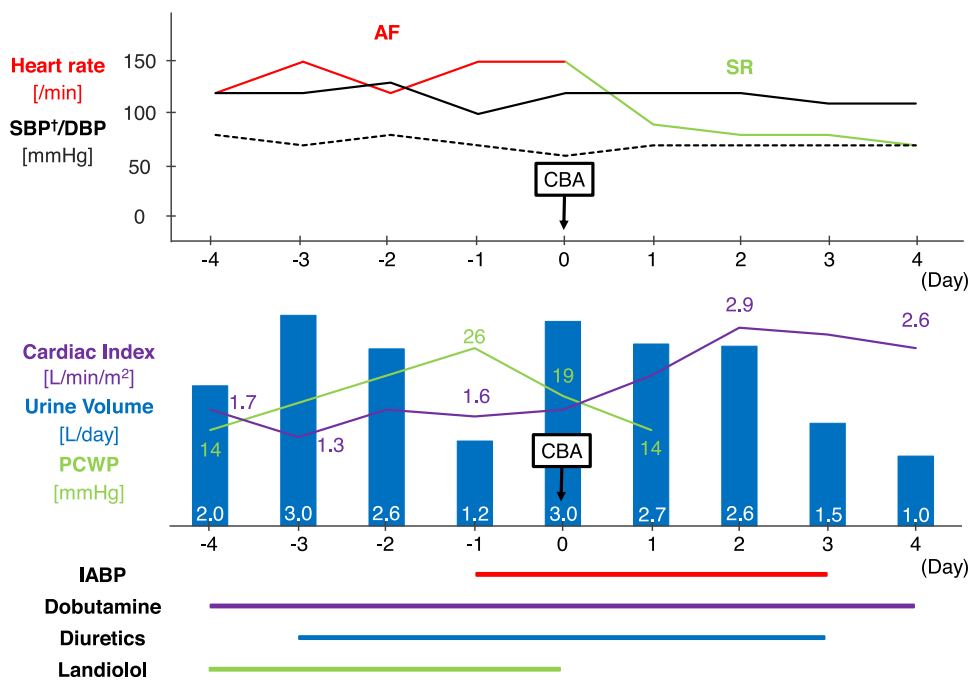 AF
Heart rate
[/min]
SBP†/DBP
[mmHg]
150
100
50
0
SR
CBA
-4 -3 -2 -1 0 1 2 3 4
(Day)
Cardiac Index
[L/min/m²]
Urine Volume
[L/day]
PCWP
[mmHg]
2.9
2.6
26
19
1.7
1.6
1.3
14
14
CBA
2.0 3.0 2.6 1.2 3.0 2.7 2.6 1.5 1.0
-4 -3 -2 -1 0 1 2 3 4
(Day)
IABP
Dobutamine
Diuretics
Landiolol